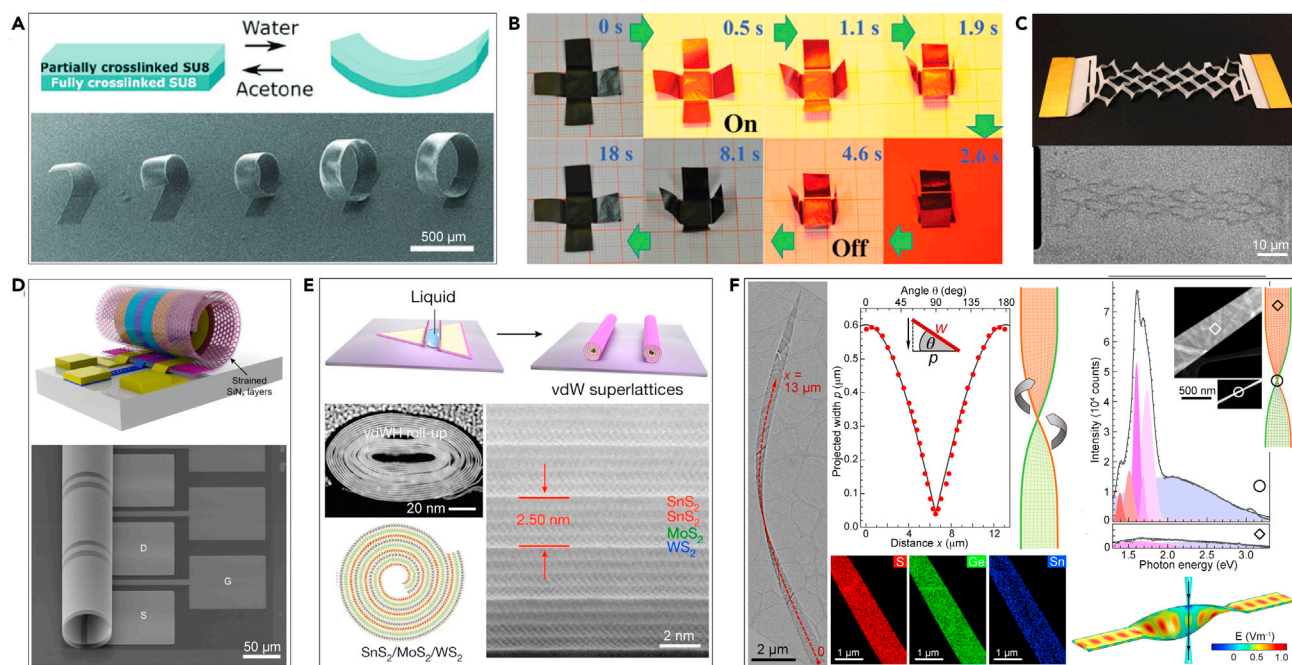 A
Water
Partially crosslinked SU8
Fully crosslinked SU8
Acetone
500 µm
B
0 s
0.5 s
1.1 s
1.9 s
On
18 s
8.1 s
4.6 s
2.6 s
Off
C
10 µm
D
Strained
SiNₓ layers
D
G
S
50 µm
E
Liquid
vdW superlattices
vdWH roll-up
20 nm
2.50 nm
SnS₂
SnS₂
MoS₂
WS₂
SnS₂/MoS₂/WS₂
2 nm
F
x =
13 µm
0
2 µm
Angle θ (deg)
0 45 90 135 180
Projected width p (µm)
0.6
0.5
0.4
0.3
0.2
0.1
0.0
w
θ
p
0 4 8 12
Distance x (µm)
S
Ge
Sn
1 µm
1 µm
1 µm
Intensity (10⁴ counts)
7
6
5
4
3
2
1
0
500 nm
1.5 2.0 2.5 3.0
Photon energy (eV)
E (Vm⁻¹)
0 0.5 1.0